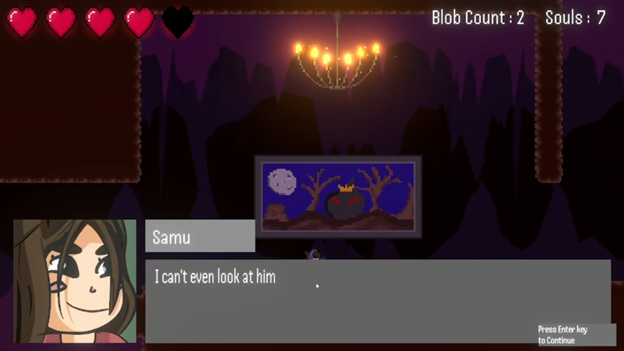 Blob Count : 2 Souls : 7
Samu
I can't even look at him
Press Enter key
to Continue